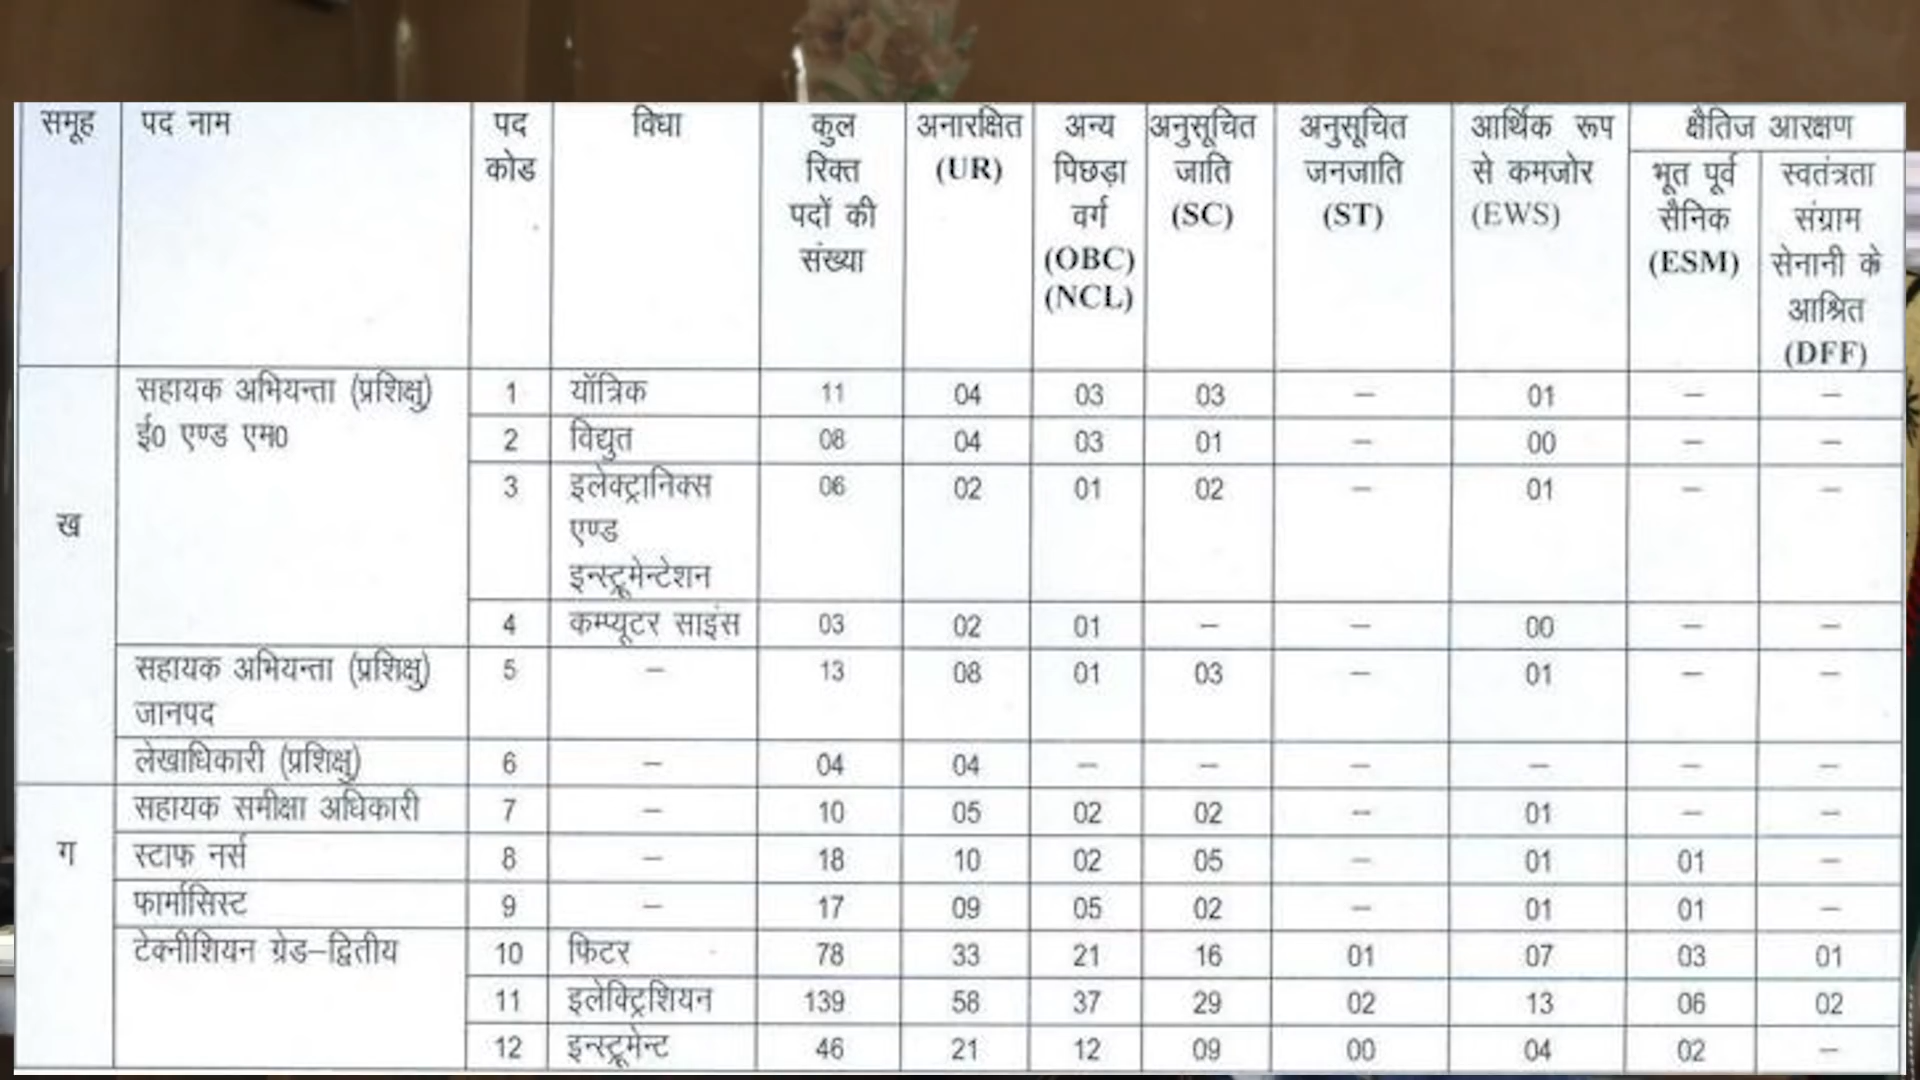 समूह पद नाम पद कोड विधा कुल रिक्त पदों की संख्या अनारक्षित (UR) अन्य पिछड़ा वर्ग (OBC) (NCL) अनुसूचित जाति (SC) अनुसूचित जनजाति (ST) आर्थिक रूप से कमजोर (EWS) क्षैतिज आरक्षण
भूत पूर्व सैनिक (ESM) स्वतंत्रता संग्राम सेनानी के आश्रित (DFF)
ख सहायक अभियन्ता (प्रशिक्षु) ई0 एण्ड एम0 1 यॉत्रिक 11 04 03 03 – 01 – –
2 विद्युत 08 04 03 01 – 00 – –
3 इलेक्ट्रानिक्स एण्ड इन्स्ट्रूमेन्टेशन 06 02 01 02 – 01 – –
4 कम्प्यूटर साइंस 03 02 01 – – 00 – –
सहायक अभियन्ता (प्रशिक्षु) जानपद 5 – 13 08 01 03 – 01 – –
लेखाधिकारी (प्रशिक्षु) 6 – 04 04 – – – – – –
ग सहायक समीक्षा अधिकारी 7 – 10 05 02 02 – 01 – –
स्टाफ नर्स 8 – 18 10 02 05 – 01 01 –
फार्मासिस्ट 9 – 17 09 05 02 – 01 01 –
टेक्नीशियन ग्रेड–द्वितीय 10 फिटर 78 33 21 16 01 07 03 01
11 इलेक्ट्रिशियन 139 58 37 29 02 13 06 02
12 इन्स्ट्रूमेन्ट 46 21 12 09 00 04 02 –